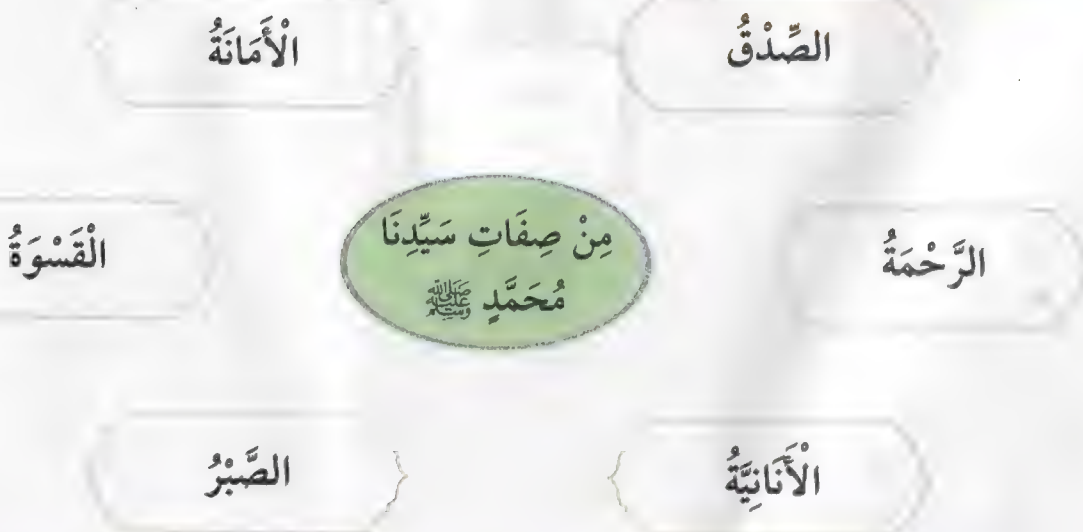 الصِّدْقُ
الْأَمَانَةُ
مِنْ صِفَاتِ سَيِّدِنَا
مُحَمَّدٍ ﷺ
الرَّحْمَةُ
الْقَسْوَةُ
الْأَنَانِيَّةُ
الصَّبْرُ